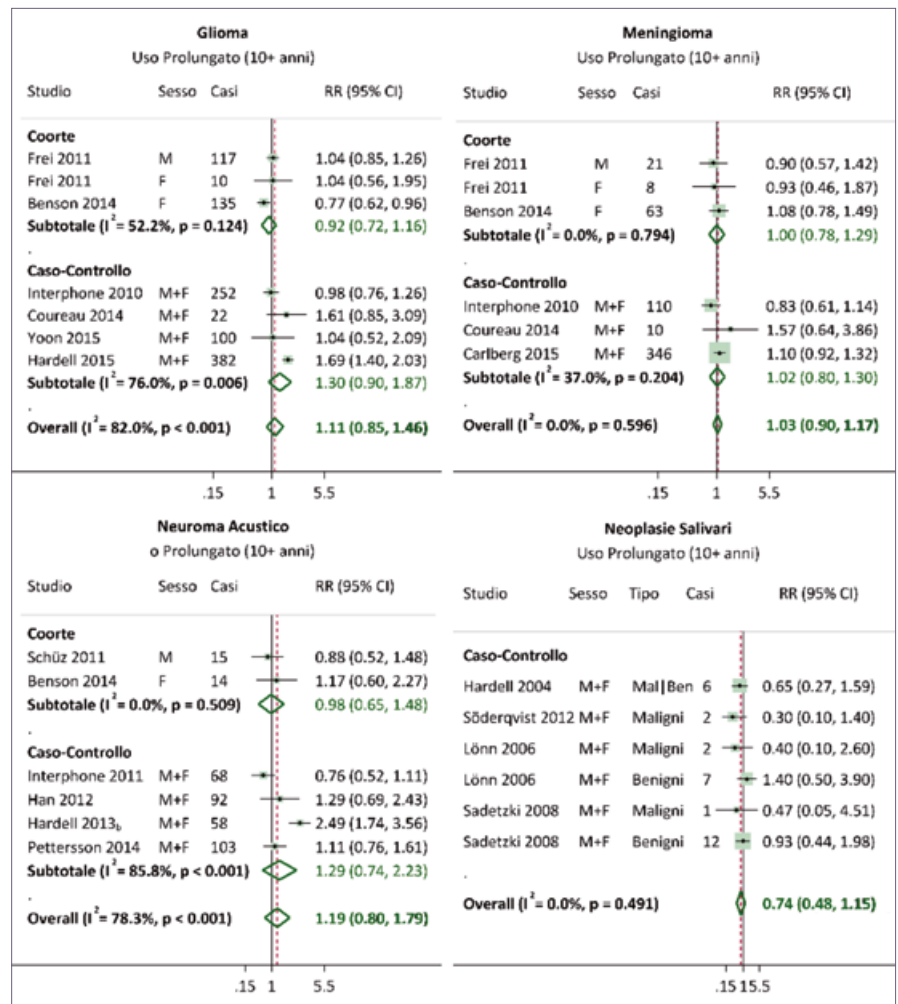 Glioma
Uso Prolungato (10+ anni)
Studio Sesso Casi RR (95% CI)
Coorte
Frei 2011 M 117 1.04 (0.85, 1.26)
Frei 2011 F 10 1.04 (0.56, 1.95)
Benson 2014 F 135 0.77 (0.62, 0.96)
Subtotale (I² = 52.2%, p = 0.124) 0.92 (0.72, 1.16)
.
Caso-Controllo
Interphone 2010 M+F 252 0.98 (0.76, 1.26)
Coureau 2014 M+F 22 1.61 (0.85, 3.09)
Yoon 2015 M+F 100 1.04 (0.52, 2.09)
Hardell 2015 M+F 382 1.69 (1.40, 2.03)
Subtotale (I² = 76.0%, p = 0.006) 1.30 (0.90, 1.87)
.
Overall (I² = 82.0%, p < 0.001) 1.11 (0.85, 1.46)
.15 1 5.5
Meningioma
Uso Prolungato (10+ anni)
Studio Sesso Casi RR (95% CI)
Coorte
Frei 2011 M 21 0.90 (0.57, 1.42)
Frei 2011 F 8 0.93 (0.46, 1.87)
Benson 2014 F 63 1.08 (0.78, 1.49)
Subtotale (I² = 0.0%, p = 0.794) 1.00 (0.78, 1.29)
.
Caso-Controllo
Interphone 2010 M+F 110 0.83 (0.61, 1.14)
Coureau 2014 M+F 10 1.57 (0.64, 3.86)
Carlberg 2015 M+F 346 1.10 (0.92, 1.32)
Subtotale (I² = 37.0%, p = 0.204) 1.02 (0.80, 1.30)
.
Overall (I² = 0.0%, p = 0.596) 1.03 (0.90, 1.17)
.15 1 5.5
Neuroma Acustico
o Prolungato (10+ anni)
Studio Sesso Casi RR (95% CI)
Coorte
Schüz 2011 M 15 0.88 (0.52, 1.48)
Benson 2014 F 14 1.17 (0.60, 2.27)
Subtotale (I² = 0.0%, p = 0.509) 0.98 (0.65, 1.48)
.
Caso-Controllo
Interphone 2011 M+F 68 0.76 (0.52, 1.11)
Han 2012 M+F 92 1.29 (0.69, 2.43)
Hardell 2013b M+F 58 2.49 (1.74, 3.56)
Pettersson 2014 M+F 103 1.11 (0.76, 1.61)
Subtotale (I² = 85.8%, p < 0.001) 1.29 (0.74, 2.23)
.
Overall (I² = 78.3%, p < 0.001) 1.19 (0.80, 1.79)
.15 1 5.5
Neoplasie Salivari
Uso Prolungato (10+ anni)
Studio Sesso Tipo Casi RR (95% CI)
Caso-Controllo
Hardell 2004 M+F Mal|Ben 6 0.65 (0.27, 1.59)
Söderqvist 2012 M+F Maligni 2 0.30 (0.10, 1.40)
Lönn 2006 M+F Maligni 2 0.40 (0.10, 2.60)
Lönn 2006 M+F Benigni 7 1.40 (0.50, 3.90)
Sadetzki 2008 M+F Maligni 1 0.47 (0.05, 4.51)
Sadetzki 2008 M+F Benigni 12 0.93 (0.44, 1.98)
.
Overall (I² = 0.0%, p = 0.491) 0.74 (0.48, 1.15)
.15 1 5.5